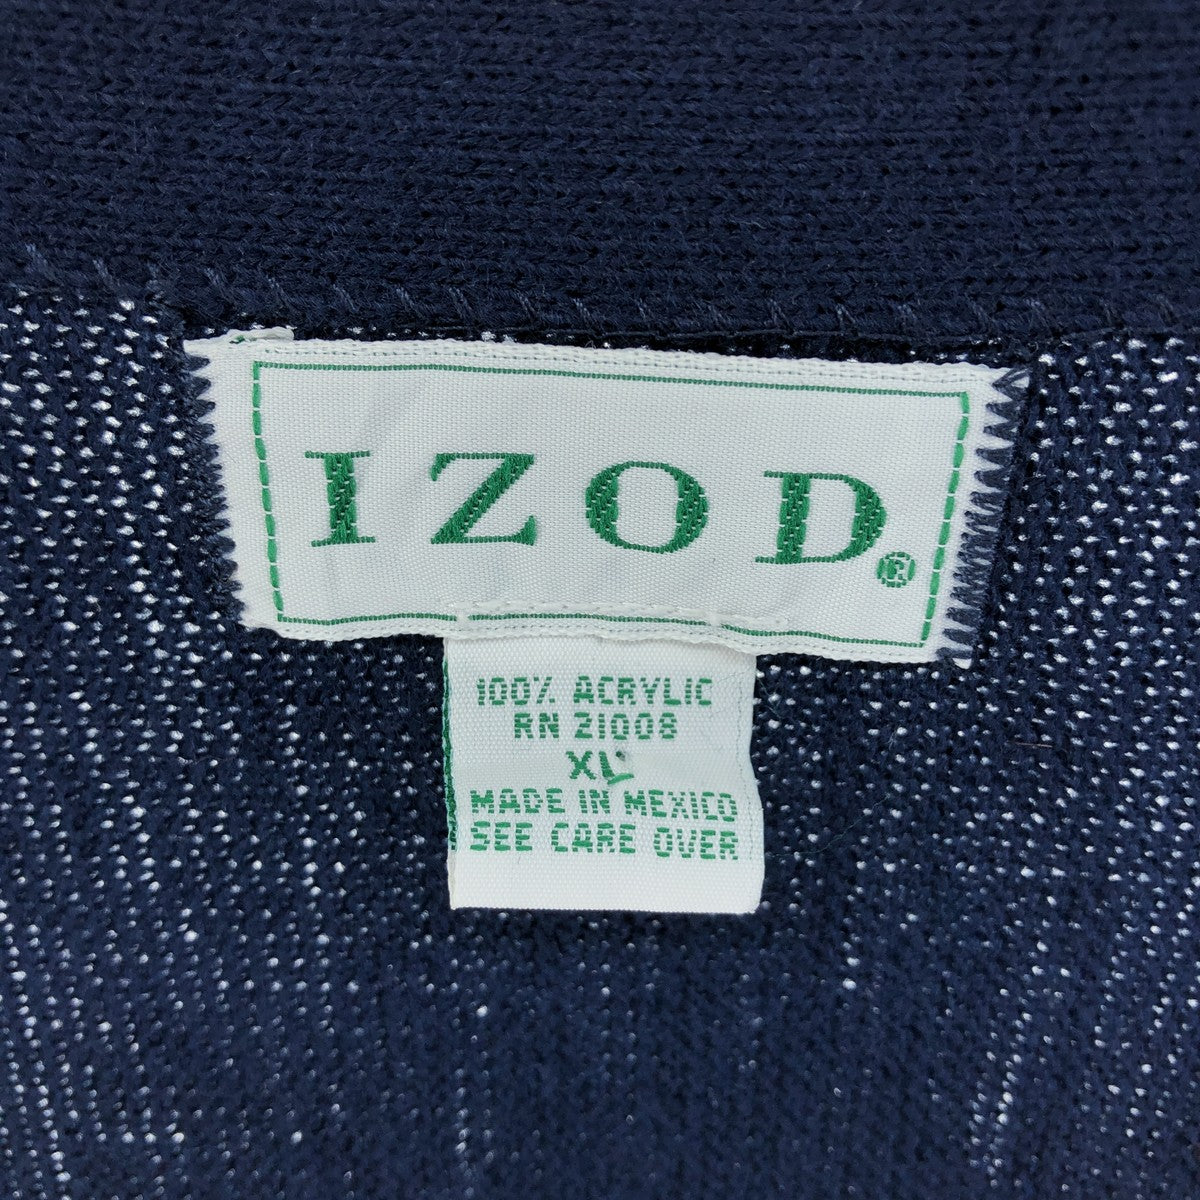 IZOD®
100% ACRYLIC
RN 21008
XL
MADE IN MEXICO
SEE CARE OVER